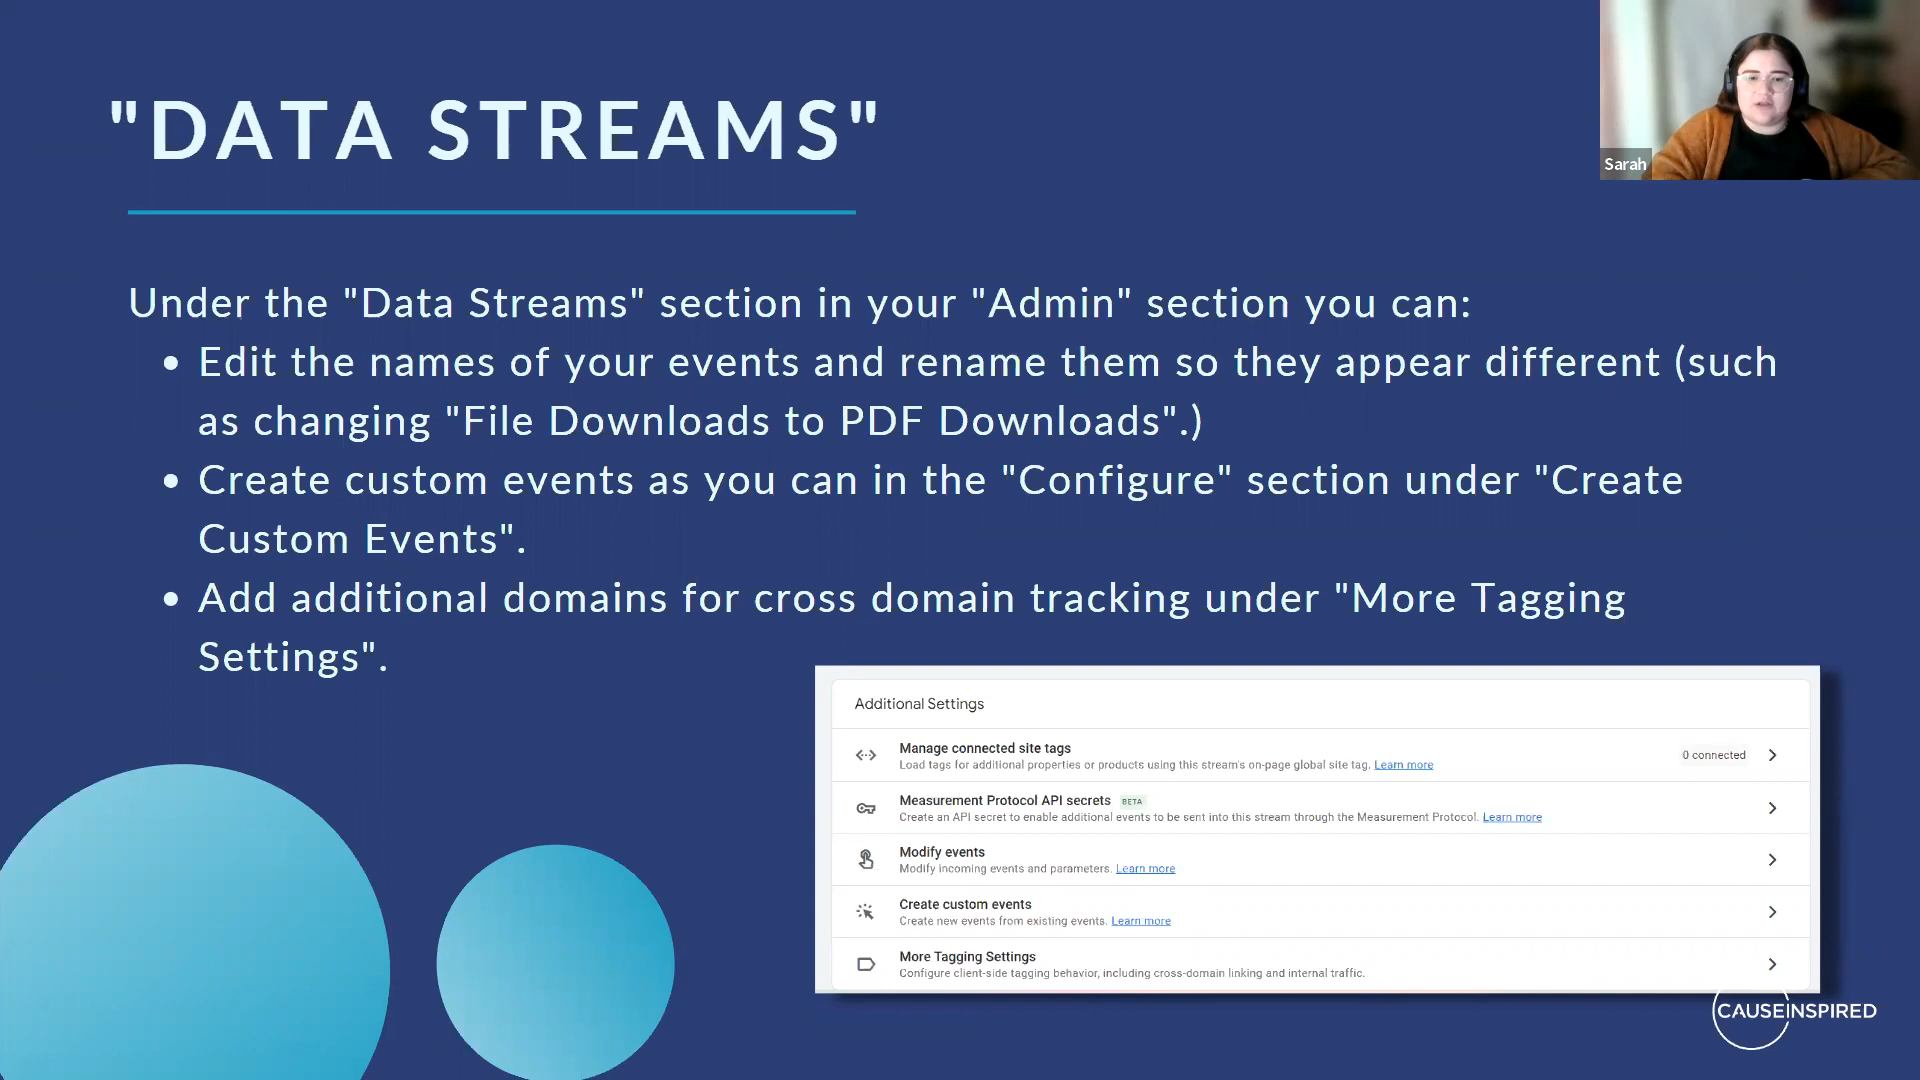 "DATA STREAMS"
Sarah
Under the "Data Streams" section in your "Admin" section you can:
Edit the names of your events and rename them so they appear different (such
as changing "File Downloads to PDF Downloads".)
Create custom events as you can in the "Configure" section under "Create
Custom Events".
Add additional domains for cross domain tracking under "More Tagging
Settings".
Additional Settings
Manage connected site tags
Load tags for additional properties or products using this stream's on-page global site tag. Learn more
0 connected
Measurement Protocol API secrets BETA
Create an API secret to enable additional events to be sent into this stream through the Measurement Protocol. Learn more
Modify events
Modify incoming events and parameters. Learn more
Create custom events
Create new events from existing events. Learn more
More Tagging Settings
Configure client-side tagging behavior, including cross-domain linking and internal traffic.
CAUSEINSPIRED